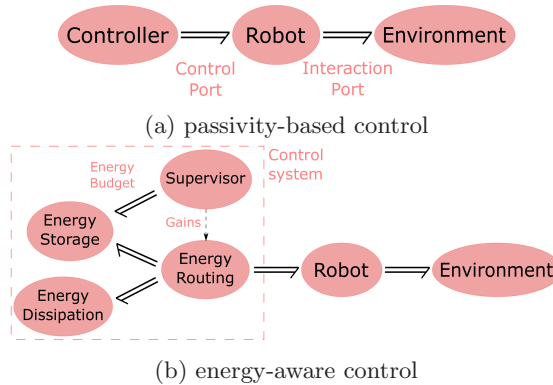 Controller
Robot
Environment
Control
Port
Interaction
Port
(a) passivity-based control
Energy
Budget
Supervisor
Control
system
Energy
Storage
Gains
Energy
Routing
Robot
Environment
Energy
Dissipation
(b) energy-aware control